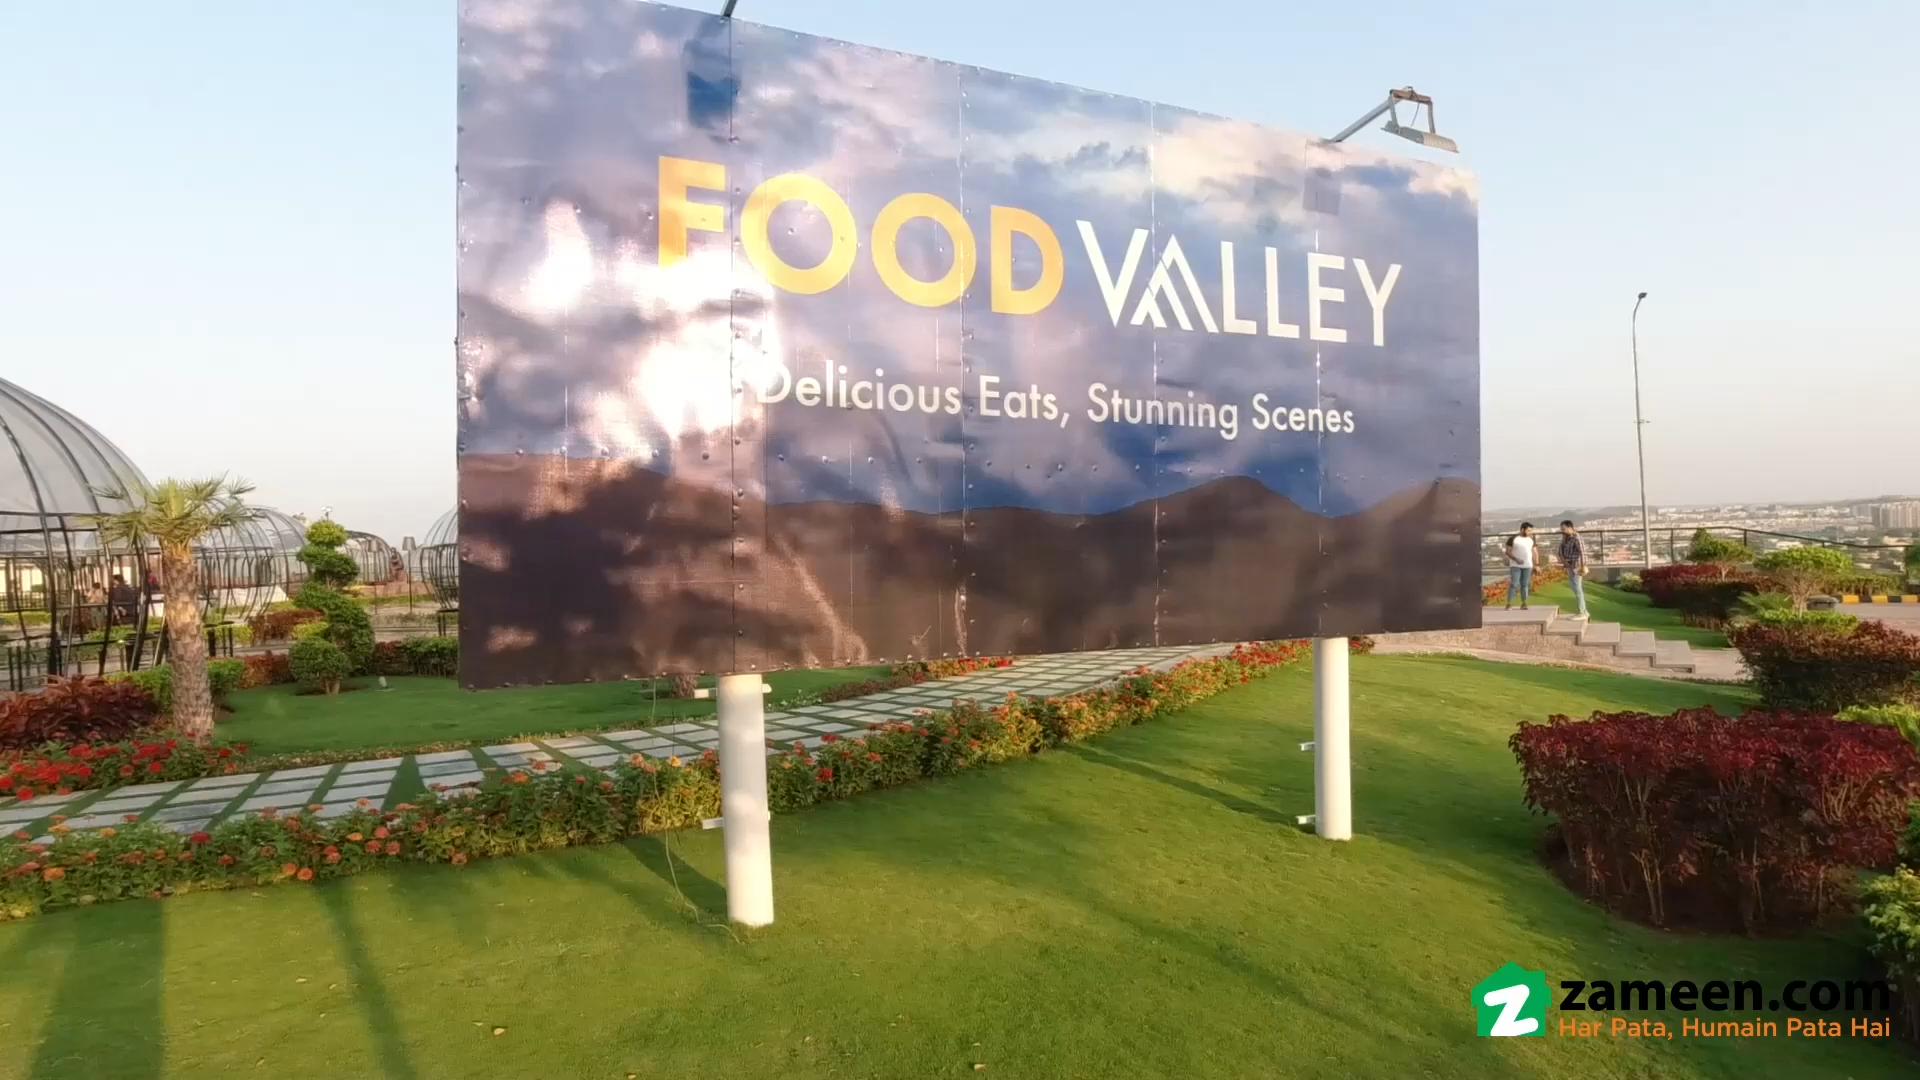 FOOD VALLEY
Delicious Eats, Stunning Scenes
zameen.com
Har Pata, Humain Pata Hai